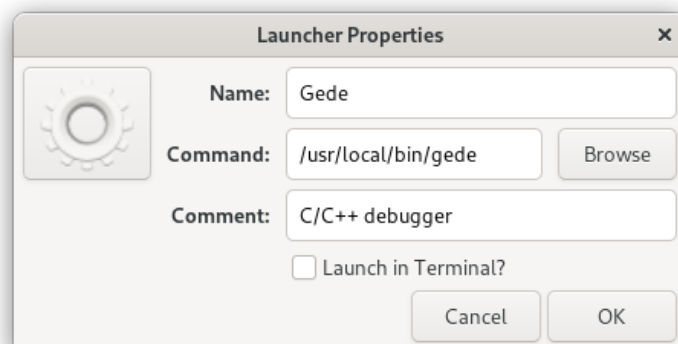 Launcher Properties
Name: Gede
Command: /usr/local/bin/gede Browse
Comment: C/C++ debugger
Launch in Terminal?
Cancel OK